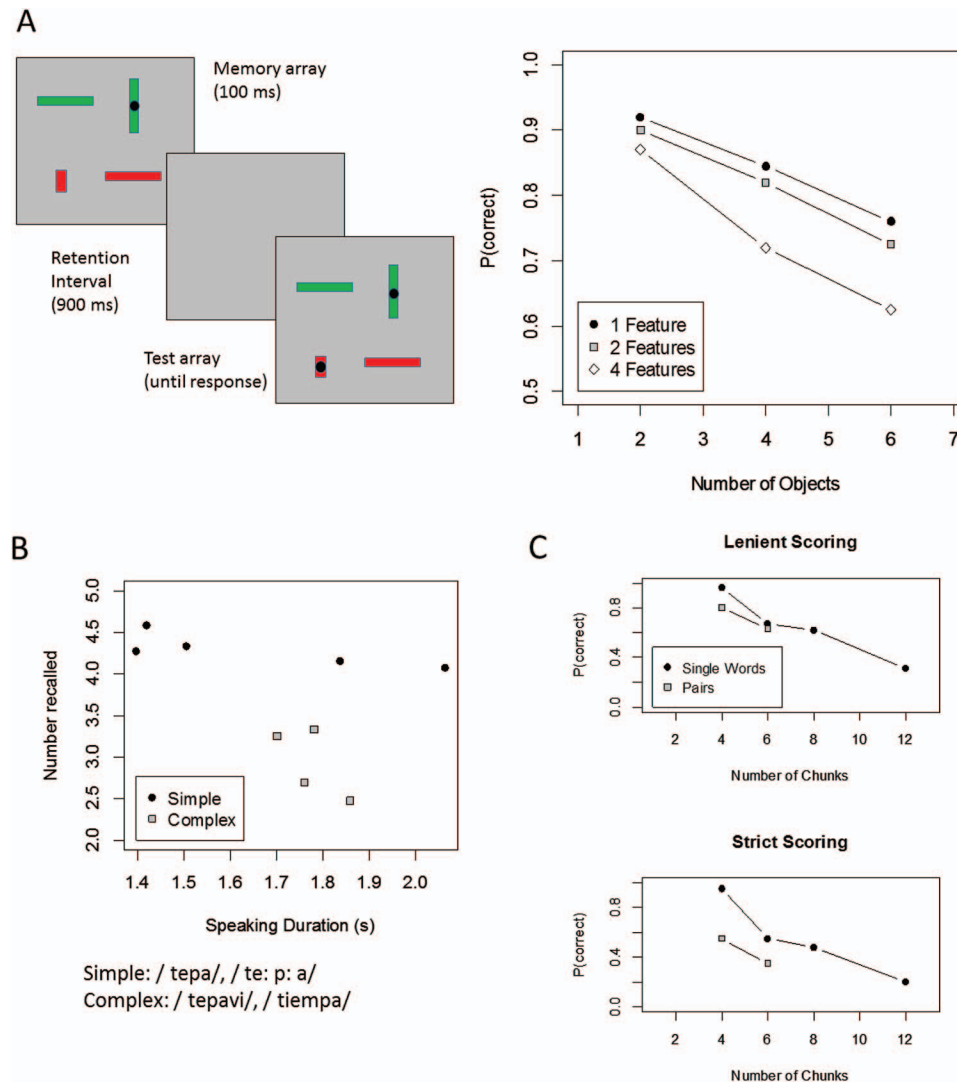 A
Memory array
(100 ms)
Retention
Interval
(900 ms)
Test array
(until response)
P(correct)
1.0
0.9
0.8
0.7
0.6
0.5
1 Feature
2 Features
4 Features
1 2 3 4 5 6 7
Number of Objects
B
Number recalled
5.0
4.5
4.0
3.5
3.0
2.5
2.0
Simple
Complex
1.4 1.5 1.6 1.7 1.8 1.9 2.0
Speaking Duration (s)
Simple: / tepa/, / te: p: a/
Complex: / tepavi/, / tiempa/
C
Lenient Scoring
P(correct)
0.8
0.4
0.0
Single Words
Pairs
2 4 6 8 10 12
Number of Chunks
Strict Scoring
P(correct)
0.8
0.4
0.0
2 4 6 8 10 12
Number of Chunks